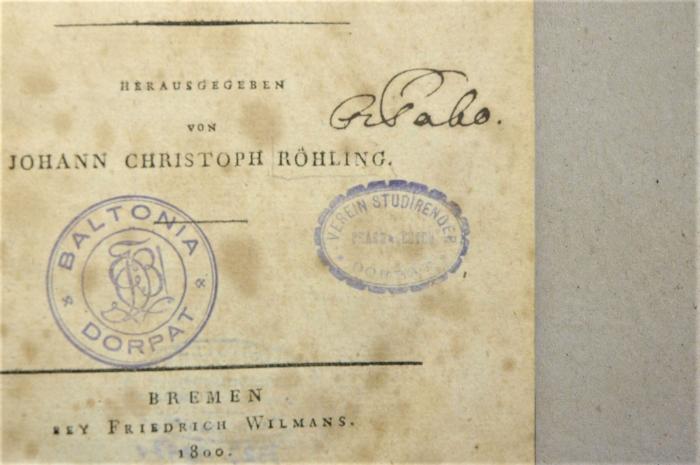 HERAUSGEGEBEN
VON
JOHANN CHRISTOPH RÖHLING.
BALTONIA
DORPAT
VEREIN STUDIRENDER
DORPAT
BREMEN
BEY FRIEDRICH WILMANS.
1800.